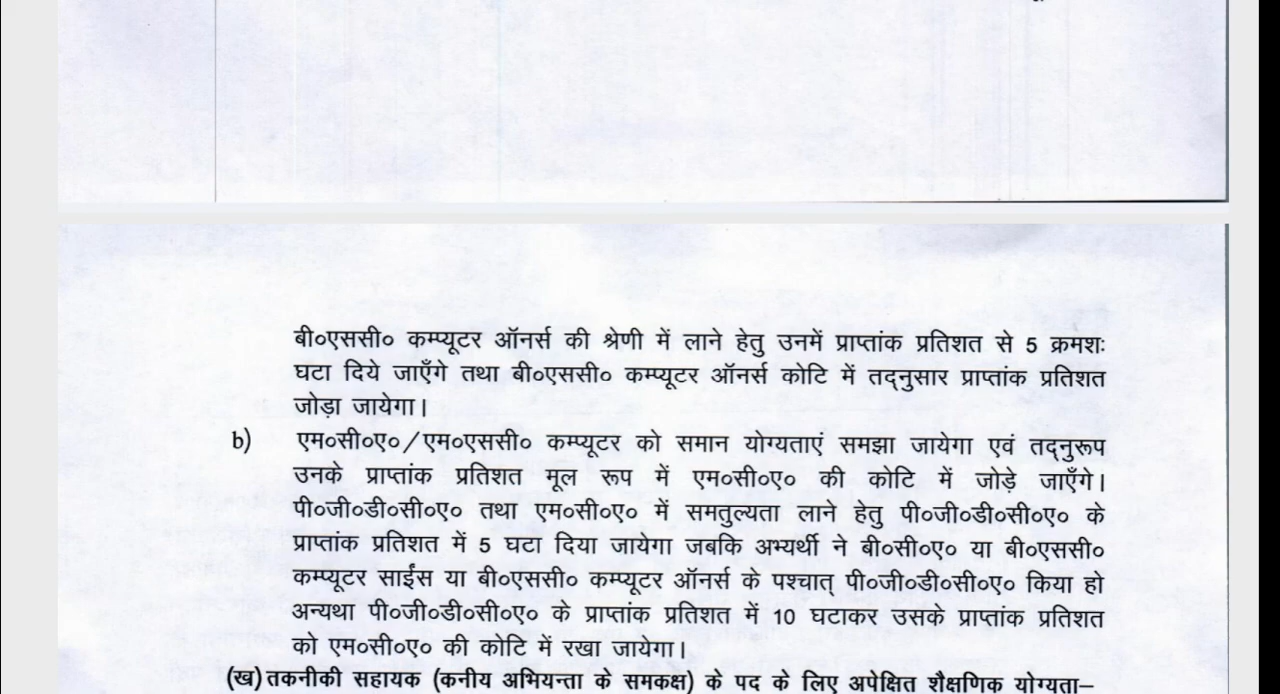 बी०एससी० कम्प्यूटर ऑनर्स की श्रेणी में लाने हेतु उनमें प्राप्तांक प्रतिशत से 5 क्रमशः
घटा दिये जाएँगे तथा बी०एससी० कम्प्यूटर ऑनर्स कोटि में तद्नुसार प्राप्तांक प्रतिशत
जोड़ा जायेगा।
b) एम०सी०ए०/एम०एससी० कम्प्यूटर को समान योग्यताएं समझा जायेगा एवं तद्नुरूप
उनके प्राप्तांक प्रतिशत मूल रूप में एम०सी०ए० की कोटि में जोड़े जाएँगे।
पी०जी०डी०सी०ए० तथा एम०सी०ए० में समतुल्यता लाने हेतु पी०जी०डी०सी०ए० के
प्राप्तांक प्रतिशत में 5 घटा दिया जायेगा जबकि अभ्यर्थी ने बी०सी०ए० या बी०एससी०
कम्प्यूटर साईंस या बी०एससी० कम्प्यूटर ऑनर्स के पश्चात् पी०जी०डी०सी०ए० किया हो
अन्यथा पी०जी०डी०सी०ए० के प्राप्तांक प्रतिशत में 10 घटाकर उसके प्राप्तांक प्रतिशत
को एम०सी०ए० की कोटि में रखा जायेगा।
(ख) तकनीकी सहायक (कनीय अभियन्ता के समकक्ष) के पद के लिए अपेक्षित शैक्षणिक योग्यता–